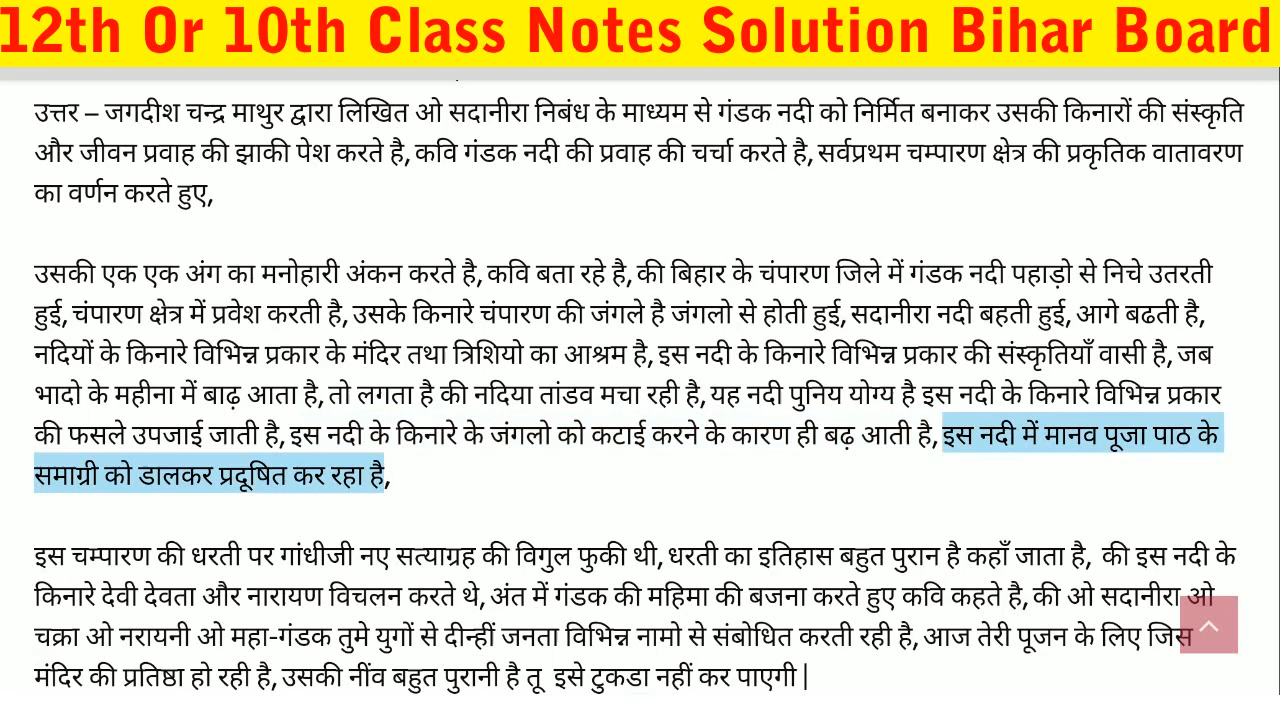 12th Or 10th Class Notes Solution Bihar Board
उत्तर – जगदीश चन्द्र माथुर द्वारा लिखित ओ सदानीरा निबंध के माध्यम से गंडक नदी को निर्मित बनाकर उसकी किनारों की संस्कृति
और जीवन प्रवाह की झाकी पेश करते है, कवि गंडक नदी की प्रवाह की चर्चा करते है, सर्वप्रथम चम्पारण क्षेत्र की प्रकृतिक वातावरण
का वर्णन करते हुए,
उसकी एक एक अंग का मनोहारी अंकन करते है, कवि बता रहे है, की बिहार के चंपारण जिले में गंडक नदी पहाड़ो से निचे उतरती
हुई, चंपारण क्षेत्र में प्रवेश करती है, उसके किनारे चंपारण की जंगले है जंगलो से होती हुई, सदानीरा नदी बहती हुई, आगे बढती है,
नदियों के किनारे विभिन्न प्रकार के मंदिर तथा त्रिशियो का आश्रम है, इस नदी के किनारे विभिन्न प्रकार की संस्कृतियाँ वासी है, जब
भादो के महीना में बाढ़ आता है, तो लगता है की नदिया तांडव मचा रही है, यह नदी पुनिय योग्य है इस नदी के किनारे विभिन्न प्रकार
की फसले उपजाई जाती है, इस नदी के किनारे के जंगलो को कटाई करने के कारण ही बढ़ आती है, इस नदी में मानव पूजा पाठ के
समाग्री को डालकर प्रदूषित कर रहा है,
इस चम्पारण की धरती पर गांधीजी नए सत्याग्रह की विगुल फुकी थी, धरती का इतिहास बहुत पुरान है कहाँ जाता है, की इस नदी के
किनारे देवी देवता और नारायण विचलन करते थे, अंत में गंडक की महिमा की बजना करते हुए कवि कहते है, की ओ सदानीरा ओ
चक्रा ओ नरायनी ओ महा-गंडक तुमे युगों से दीन्हीं जनता विभिन्न नामो से संबोधित करती रही है, आज तेरी पूजन के लिए जिस
मंदिर की प्रतिष्ठा हो रही है, उसकी नींव बहुत पुरानी है तू इसे टुकडा नहीं कर पाएगी |